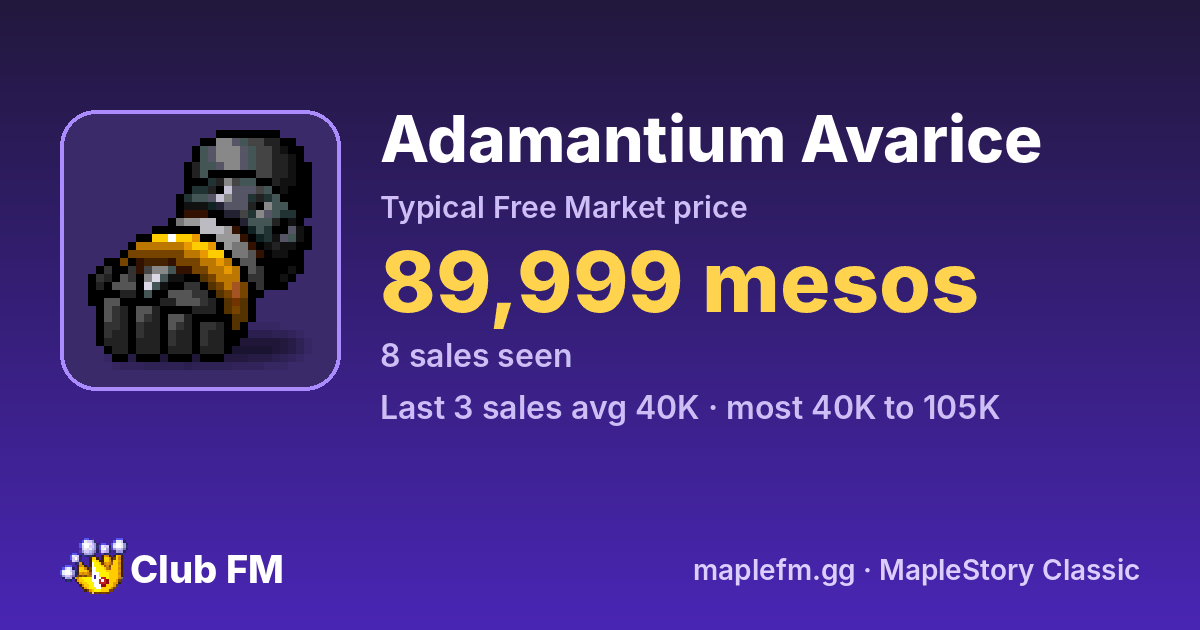 Adamantium Avarice
Typical Free Market price
89,999 mesos
8 sales seen
Last 3 sales avg 40K · most 40K to 105K
Club FM
maplefm.gg · MapleStory Classic